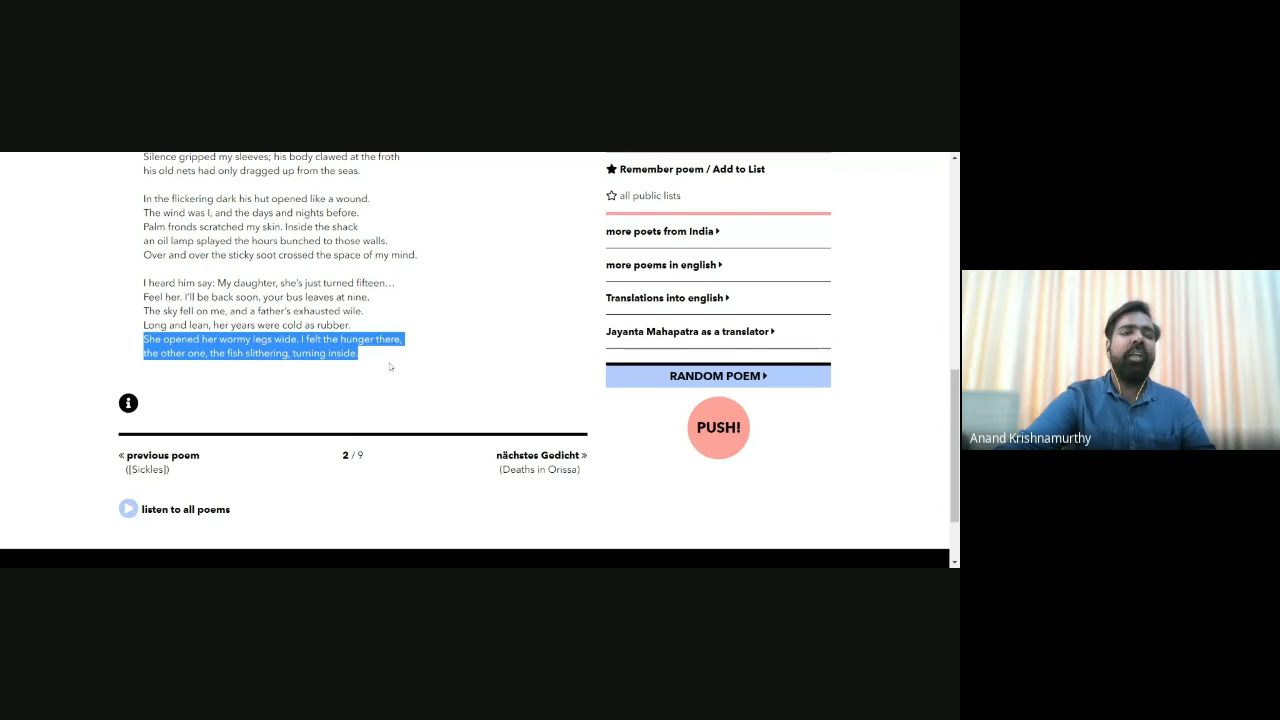 Silence gripped my sleeves; his body clawed at the froth
his old nets had only dragged up from the seas.
In the flickering dark his hut opened like a wound.
The wind was I, and the days and nights before.
Palm fronds scratched my skin. Inside the shack
an oil lamp splayed the hours bunched to those walls.
Over and over the sticky soot crossed the space of my mind.
I heard him say: My daughter, she's just turned fifteen…
Feel her. I'll be back soon, your bus leaves at nine.
The sky fell on me, and a father's exhausted wile.
Long and lean, her years were cold as rubber.
She opened her wormy legs wide. I felt the hunger there,
the other one, the fish slithering, turning inside.
« previous poem
([Sickles])
2 / 9
nächstes Gedicht »
(Deaths in Orissa)
listen to all poems
Remember poem / Add to List
all public lists
more poets from India
more poems in english
Translations into english
Jayanta Mahapatra as a translator
RANDOM POEM
PUSH!
Anand Krishnamurthy